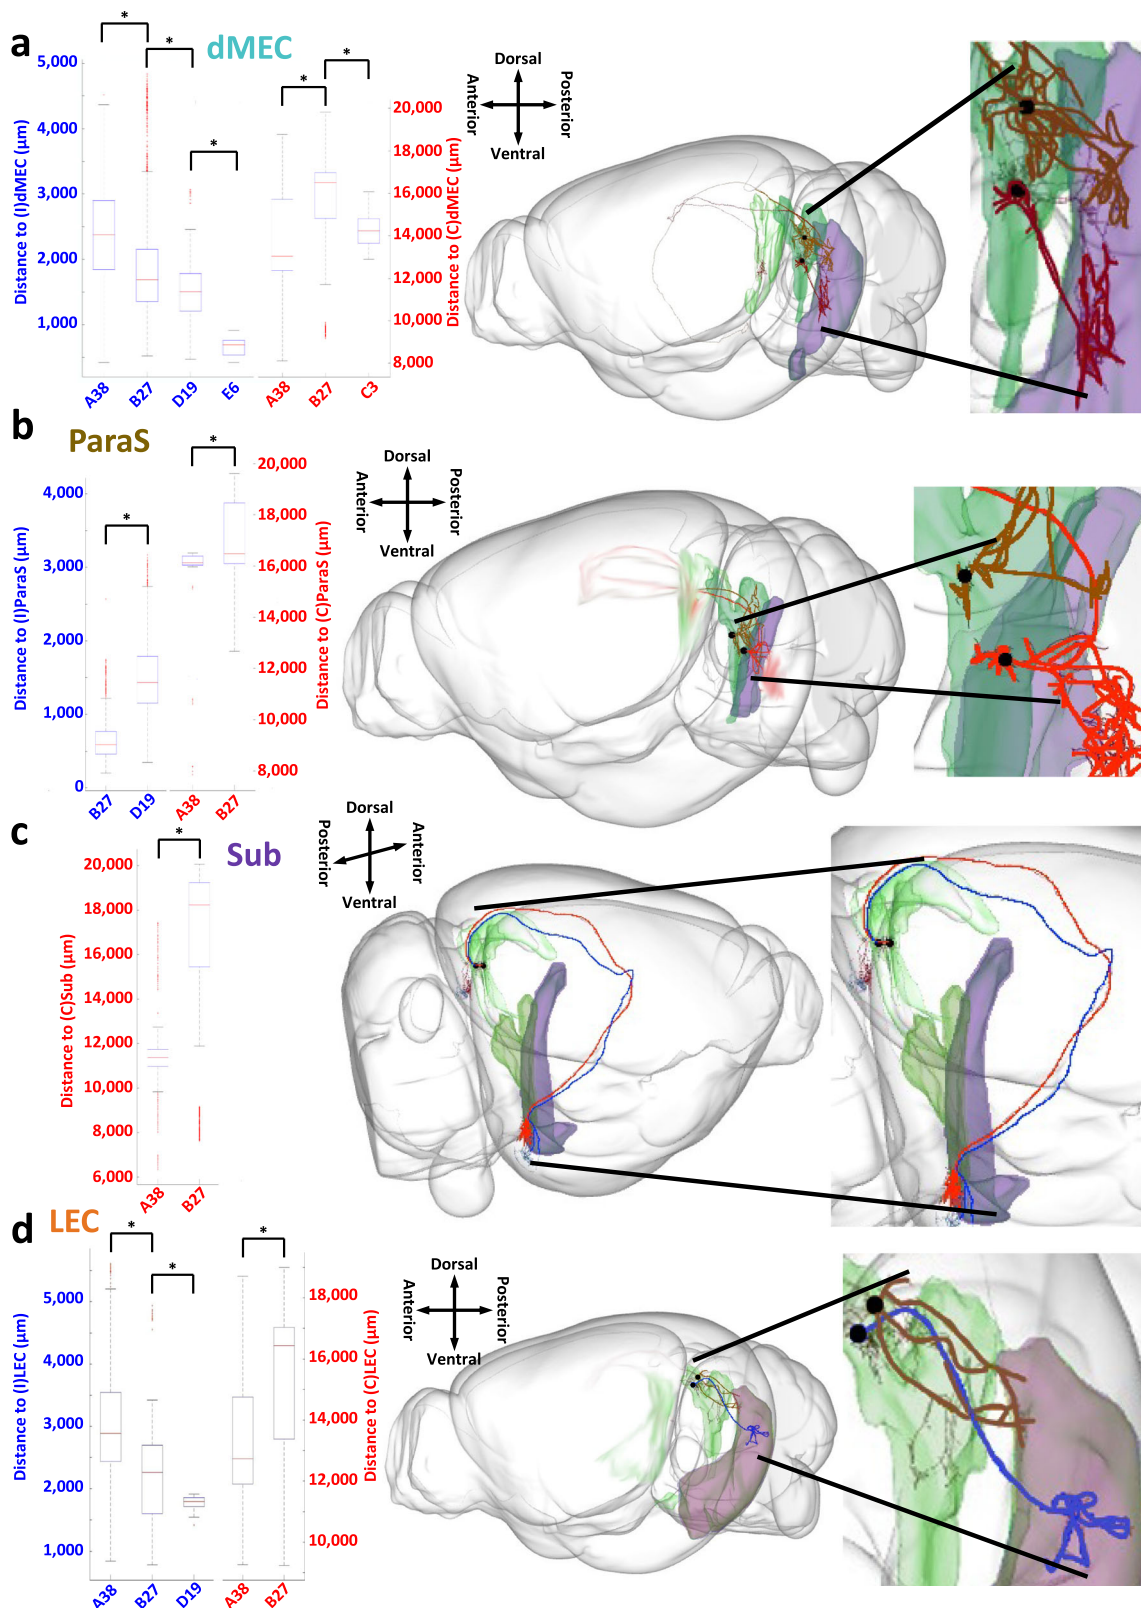 a
dMEC
*
*
*
*
*
Distance to (I)dMEC (µm)
5,000
4,000
3,000
2,000
1,000
A38
B27
D19
E6
20,000
18,000
16,000
14,000
12,000
10,000
8,000
Distance to (C)dMEC (µm)
A38
B27
C3
Dorsal
Anterior
Posterior
Ventral
b
ParaS
*
*
Distance to (I)ParaS (µm)
4,000
3,000
2,000
1,000
0
B27
D19
20,000
18,000
16,000
14,000
12,000
10,000
8,000
Distance to (C)ParaS (µm)
A38
B27
Dorsal
Anterior
Posterior
Ventral
c
Sub
*
Distance to (C)Sub (µm)
20,000
18,000
16,000
14,000
12,000
10,000
8,000
6,000
A38
B27
Dorsal
Posterior
Anterior
Ventral
d
LEC
*
*
*
Distance to (I)LEC (µm)
5,000
4,000
3,000
2,000
1,000
A38
B27
D19
18,000
16,000
14,000
12,000
10,000
Distance to (C)LEC (µm)
A38
B27
Dorsal
Anterior
Posterior
Ventral